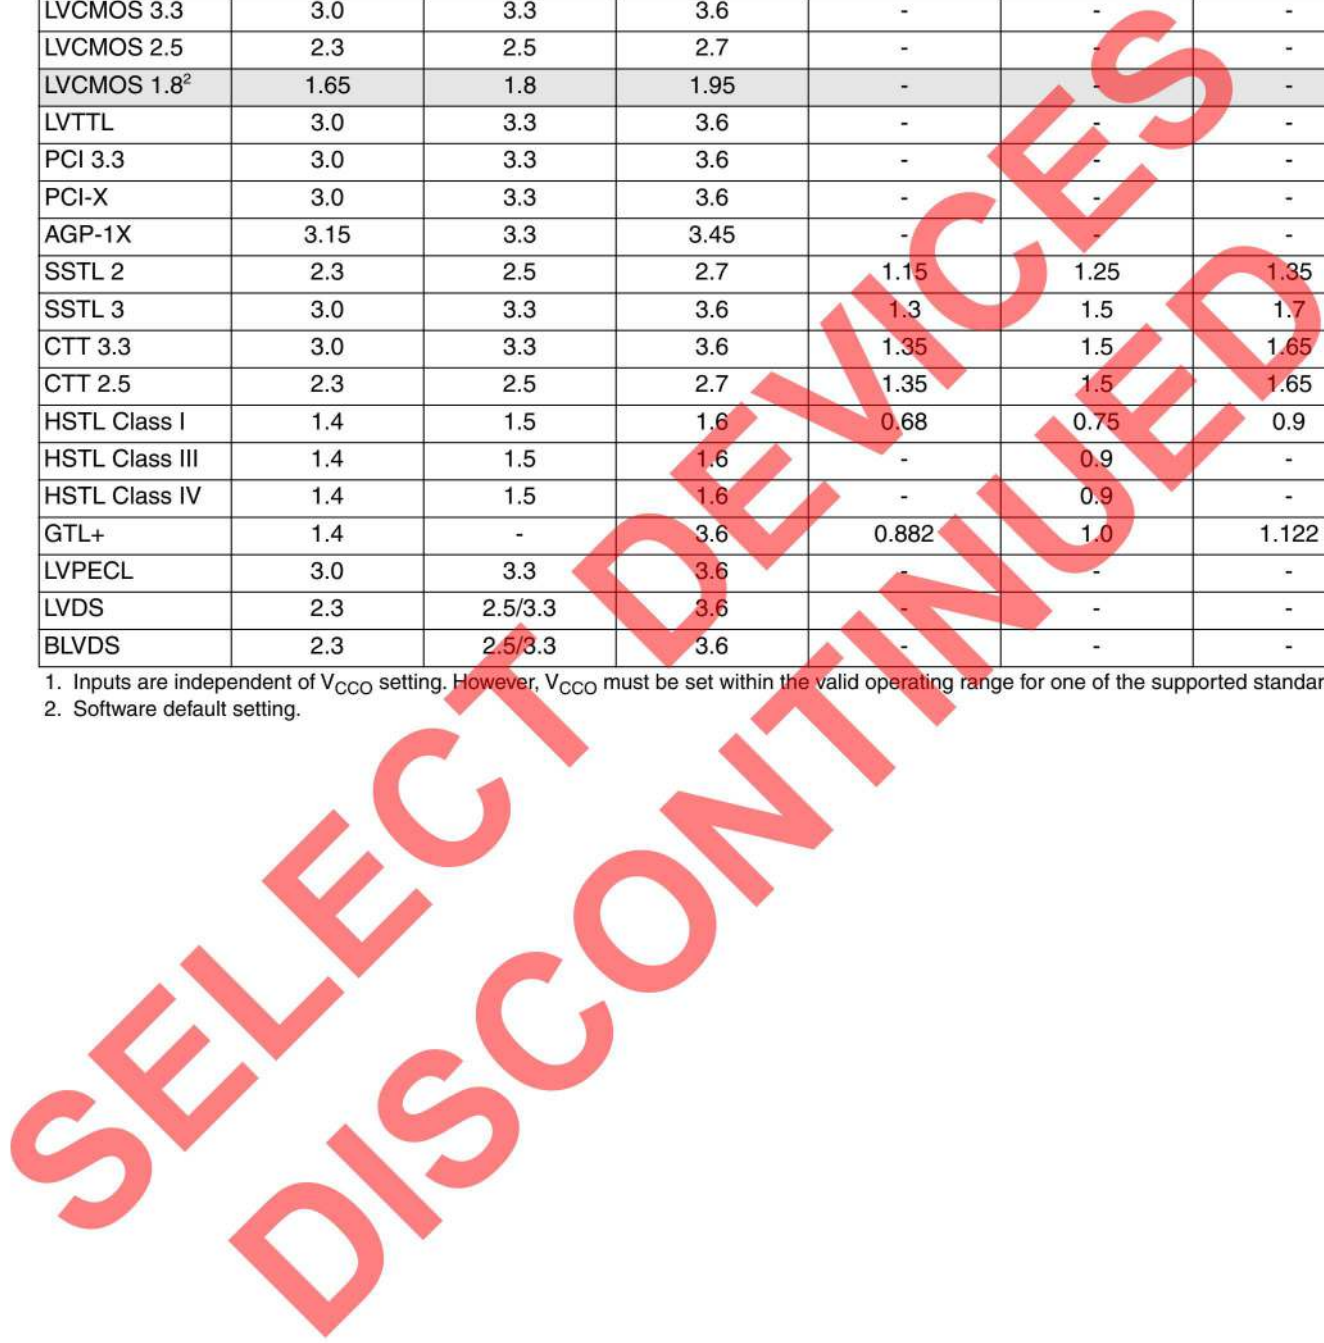 LVCMOS 3.3 3.0 3.3 3.6 - - -
LVCMOS 2.5 2.3 2.5 2.7 - - -
LVCMOS 1.8² 1.65 1.8 1.95 - - -
LVTTL 3.0 3.3 3.6 - - -
PCI 3.3 3.0 3.3 3.6 - - -
PCI-X 3.0 3.3 3.6 - - -
AGP-1X 3.15 3.3 3.45 - - -
SSTL 2 2.3 2.5 2.7 1.15 1.25 1.35
SSTL 3 3.0 3.3 3.6 1.3 1.5 1.7
CTT 3.3 3.0 3.3 3.6 1.35 1.5 1.65
CTT 2.5 2.3 2.5 2.7 1.35 1.5 1.65
HSTL Class I 1.4 1.5 1.6 0.68 0.75 0.9
HSTL Class III 1.4 1.5 1.6 - 0.9 -
HSTL Class IV 1.4 1.5 1.6 - 0.9 -
GTL+ 1.4 - 3.6 0.882 1.0 1.122
LVPECL 3.0 3.3 3.6 - - -
LVDS 2.3 2.5/3.3 3.6 - - -
BLVDS 2.3 2.5/3.3 3.6 - - -
1. Inputs are independent of VCCO setting. However, VCCO must be set within the valid operating range for one of the supported standar
2. Software default setting.
SELECT DEVICES
DISCONTINUED